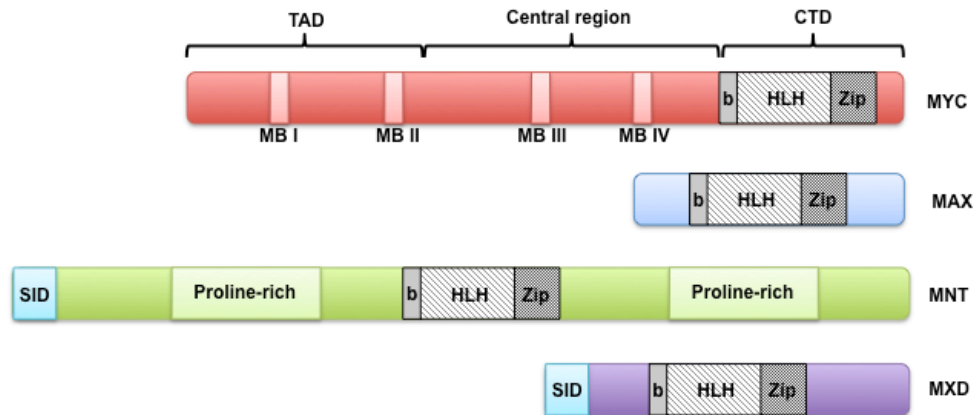 TAD Central region CTD
b HLH Zip MYC
MB I MB II MB III MB IV
b HLH Zip MAX
SID Proline-rich b HLH Zip Proline-rich MNT
SID b HLH Zip MXD